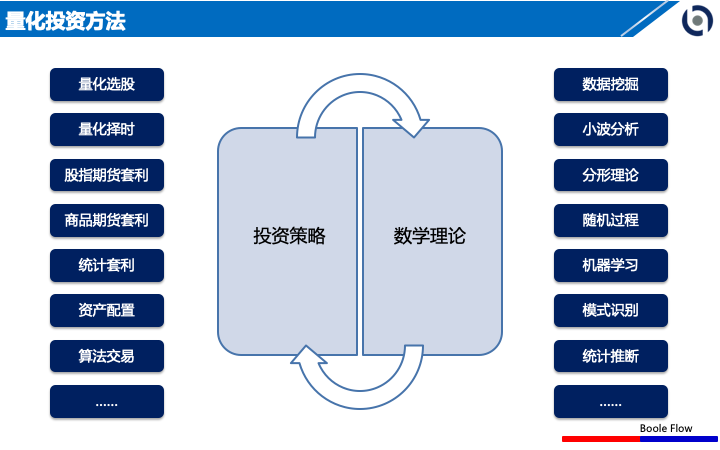 量化投资方法
量化选股
量化择时
股指期货套利
商品期货套利
统计套利
资产配置
算法交易
......
投资策略
数学理论
数据挖掘
小波分析
分形理论
随机过程
机器学习
模式识别
统计推断
......
Boole Flow